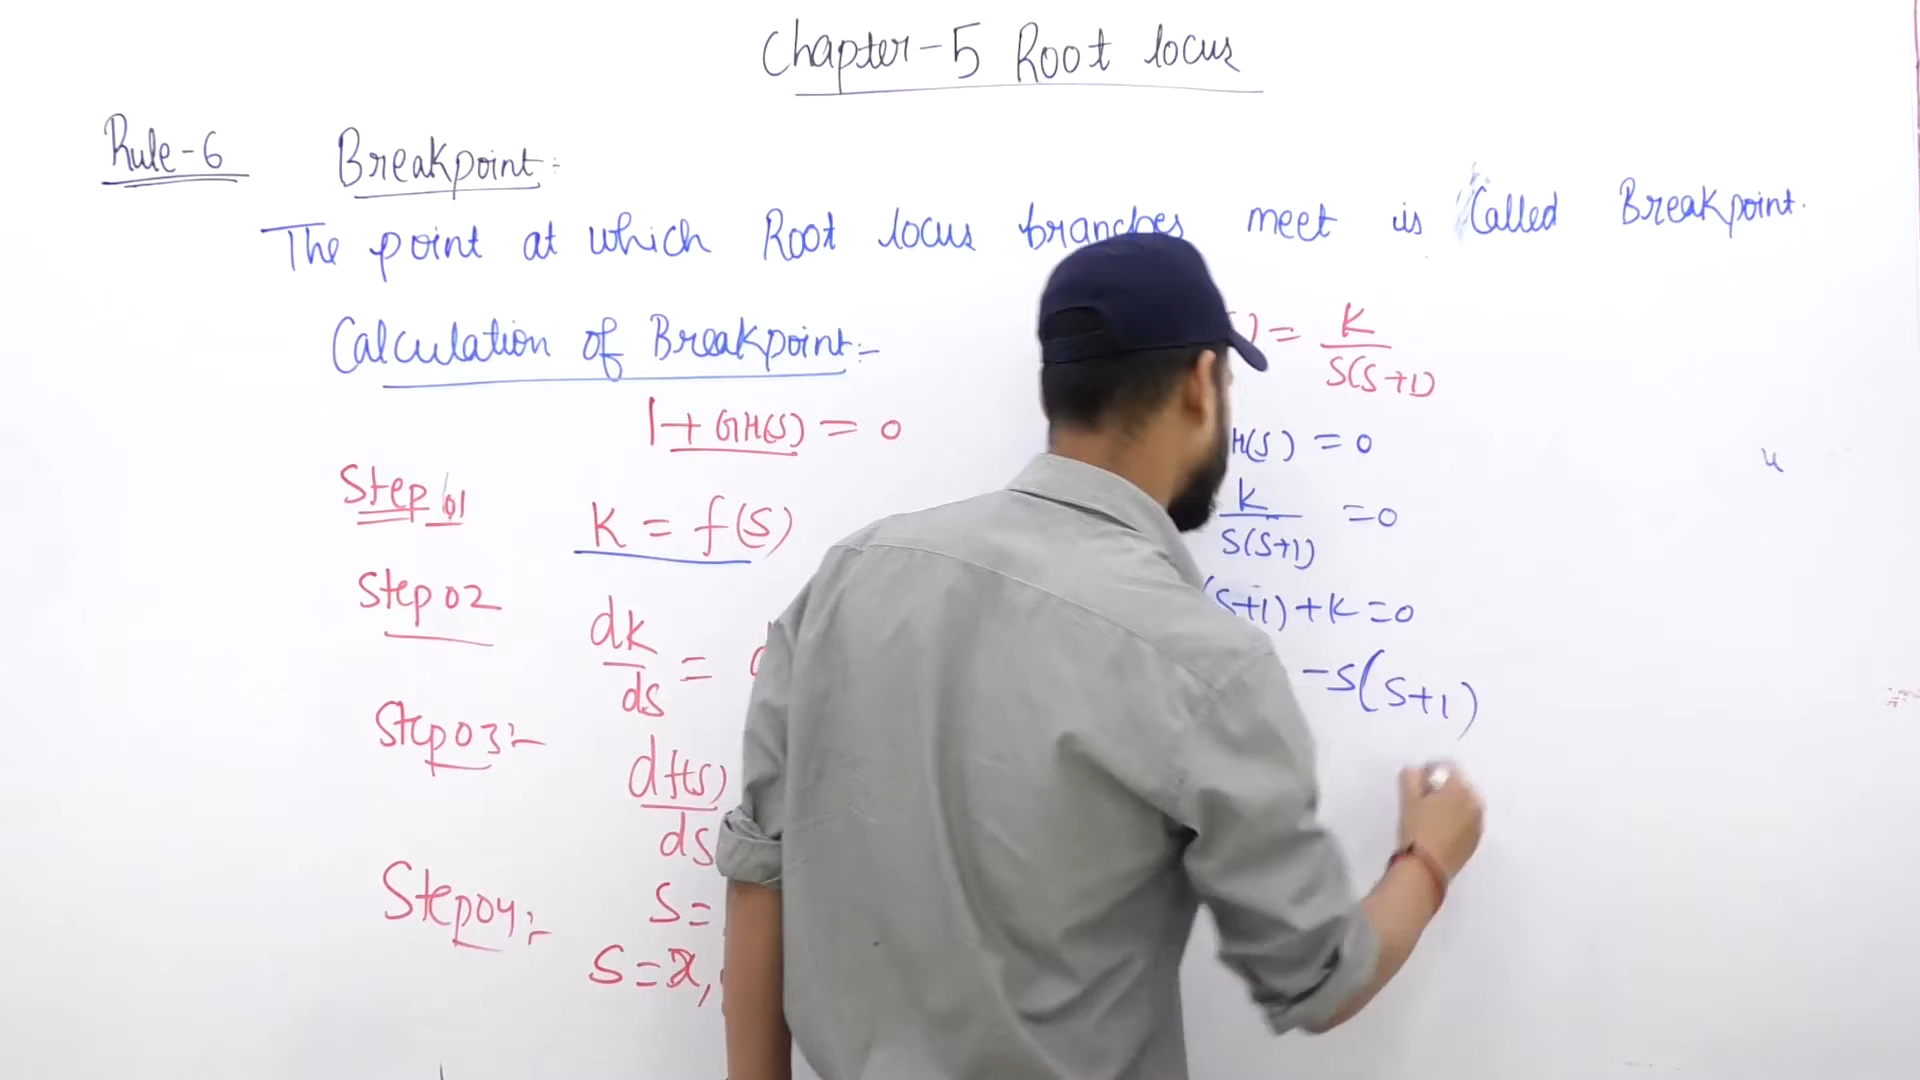 Chapter-5 Root locus
Rule-6 Breakpoint:
The point at which Root locus branches meet is Called Breakpoint.
Calculation of Breakpoint:-
1+GH(s) = 0
Step 01
K = f(s)
Step 02
dk/ds =
Step 03:-
df(s)/ds
Step 04:-
S=
S=x,
) = K/S(S+1)
H(s) = 0
k/S(S+1) =0
(S+1)+K=0
-S(S+1)